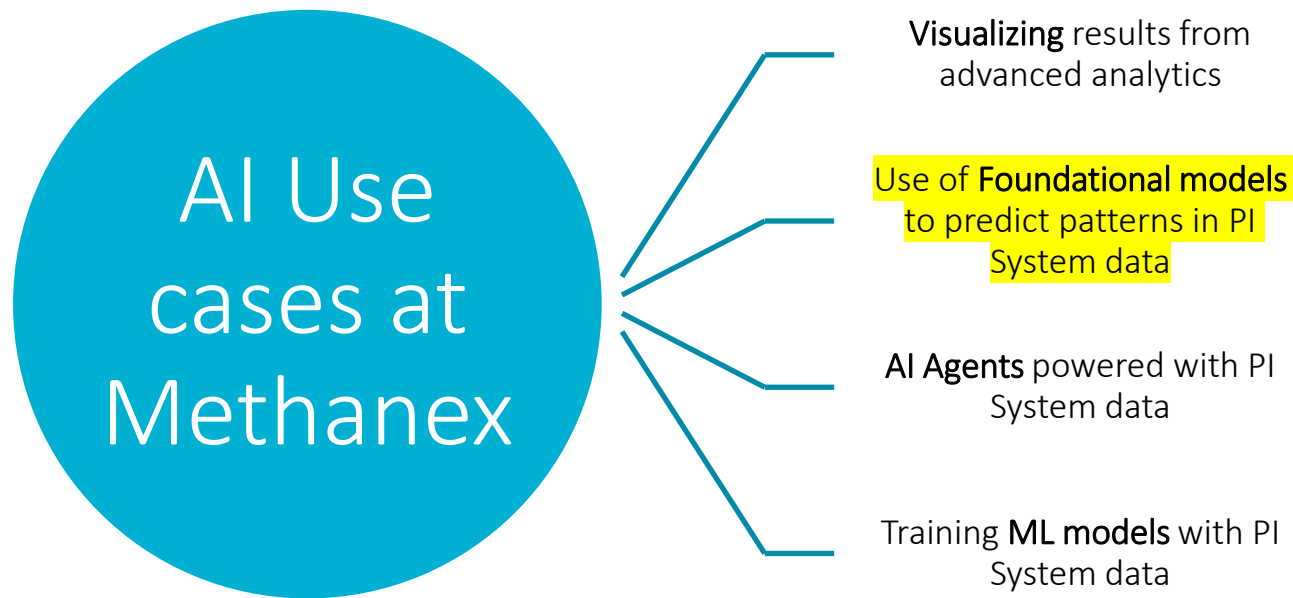 AI Use
cases at
Methanex
Visualizing results from
advanced analytics
Use of Foundational models
to predict patterns in PI
System data
AI Agents powered with PI
System data
Training ML models with PI
System data